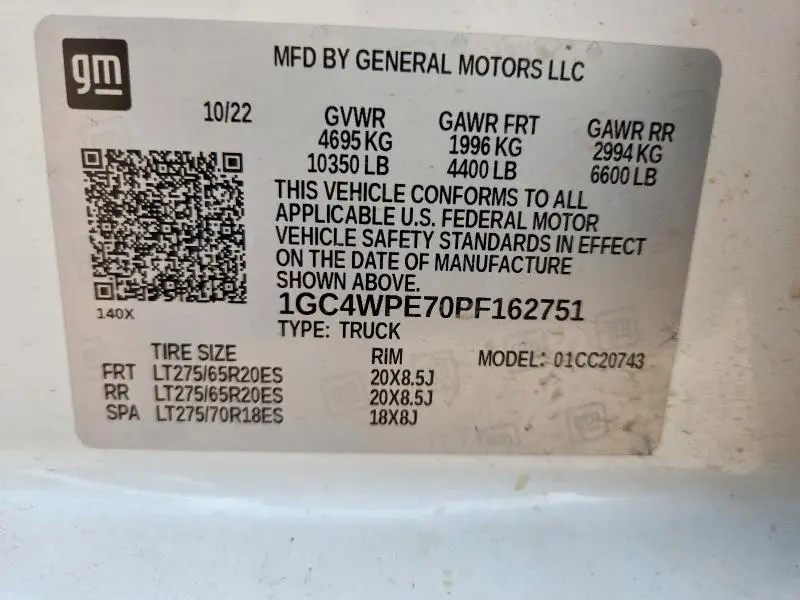 gm
MFD BY GENERAL MOTORS LLC
10/22 GVWR GAWR FRT GAWR RR
4695 KG 1996 KG 2994 KG
10350 LB 4400 LB 6600 LB
THIS VEHICLE CONFORMS TO ALL
APPLICABLE U.S. FEDERAL MOTOR
VEHICLE SAFETY STANDARDS IN EFFECT
ON THE DATE OF MANUFACTURE
SHOWN ABOVE.
140X
1GC4WPE70PF162751
TYPE: TRUCK
TIRE SIZE RIM MODEL: 01CC20743
FRT LT275/65R20ES 20X8.5J
RR LT275/65R20ES 20X8.5J
SPA LT275/70R18ES 18X8J